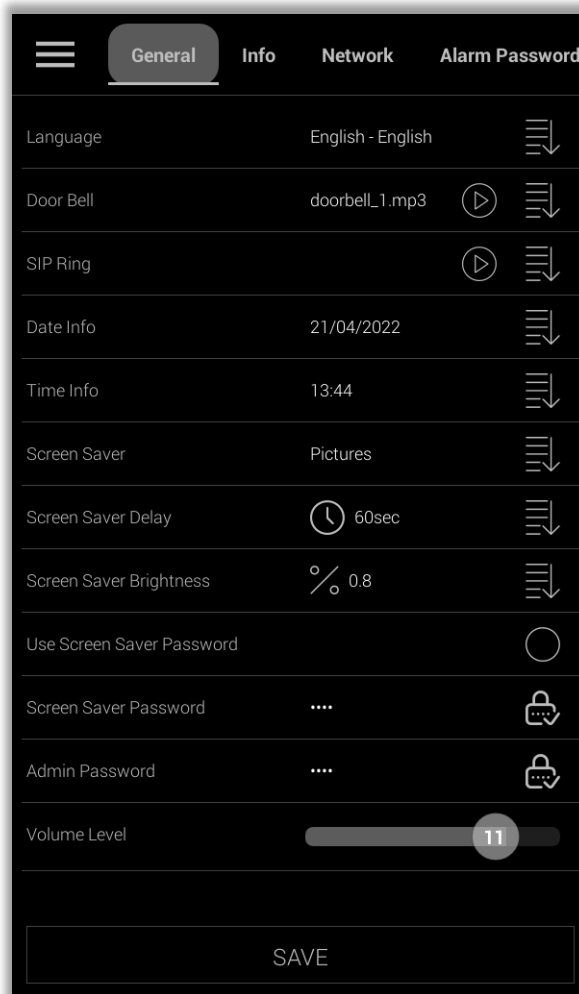 General Info Network Alarm Password
Language English - English
Door Bell doorbell_1.mp3
SIP Ring
Date Info 21/04/2022
Time Info 13:44
Screen Saver Pictures
Screen Saver Delay 60sec
Screen Saver Brightness % 0.8
Use Screen Saver Password
Screen Saver Password ••••
Admin Password ••••
Volume Level 11
SAVE